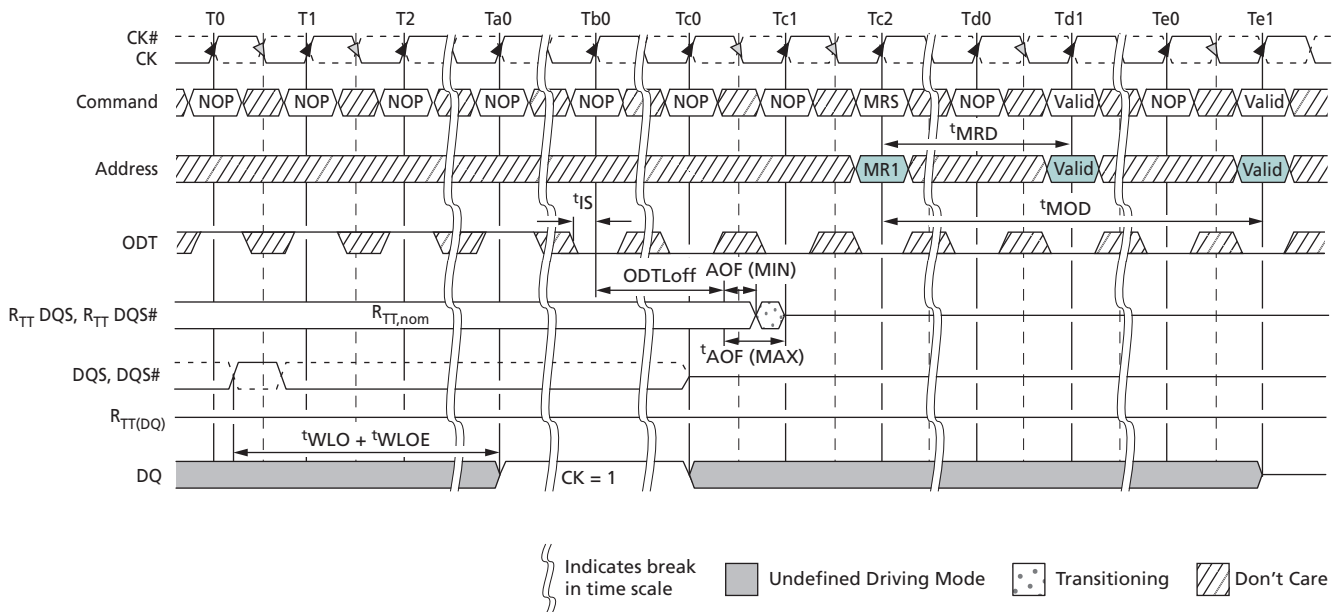 T0 T1 T2 Ta0 Tb0 Tc0 Tc1 Tc2 Td0 Td1 Te0 Te1
CK#
CK
Command NOP NOP NOP NOP NOP NOP NOP MRS NOP Valid NOP Valid
tMRD
Address MR1 Valid Valid
tIS
tMOD
ODT
ODTLoff AOF (MIN)
RTT DQS, RTT DQS# RTT,nom
tAOF (MAX)
DQS, DQS#
RTT(DQ)
tWLO + tWLOE
DQ CK = 1
Indicates break
in time scale
Undefined Driving Mode
Transitioning
Don't Care